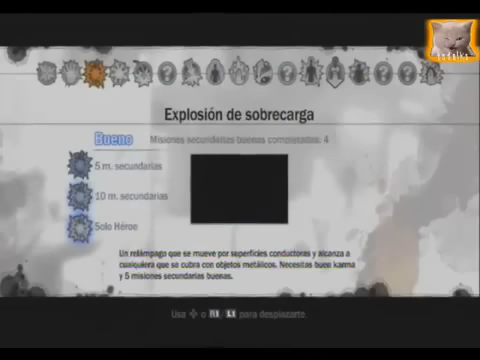 Explosión de sobrecarga
Bueno Misiones secundarias buenas completadas: 4
5 m. secundarias
10 m. secundarias
Solo Héroe
Un relámpago que se mueve por superficies conductoras y alcanza a
cualquiera que se cubra con objetos metálicos. Necesitas buen karma
y 5 misiones secundarias buenas.
Usa o para desplazarte